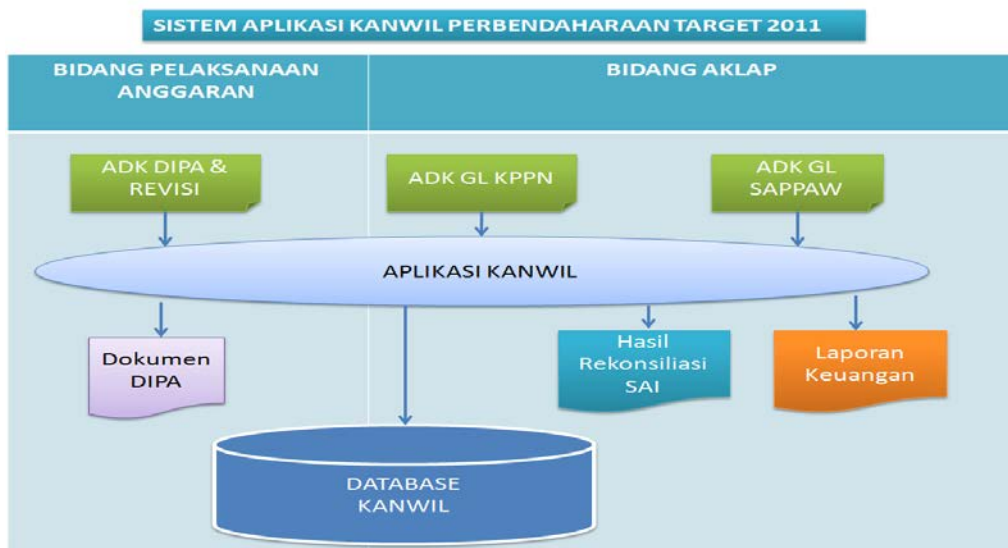 SISTEM APLIKASI KANWIL PERBENDAHARAAN TARGET 2011
BIDANG PELAKSANAAN
ANGGARAN
BIDANG AKLAP
ADK DIPA &
REVISI
ADK GL KPPN
ADK GL
SAPPAW
APLIKASI KANWIL
Dokumen
DIPA
Hasil
Rekonsiliasi
SAI
Laporan
Keuangan
DATABASE
KANWIL